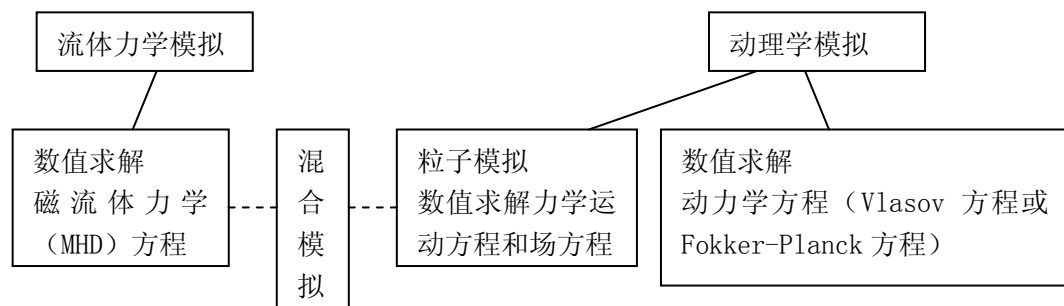 流体力学模拟
动理学模拟
数值求解
磁流体力学
（MHD）方程
混
合
模
拟
粒子模拟
数值求解力学运
动方程和场方程
数值求解
动力学方程（Vlasov 方程或
Fokker-Planck 方程）